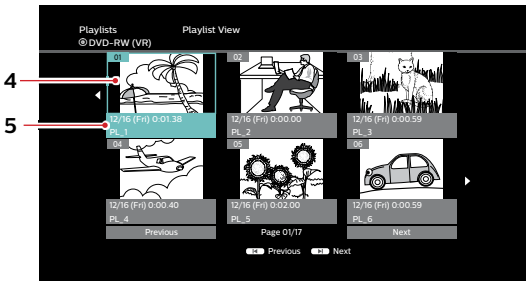 Playlists Playlist View
DVD-RW (VR)
01 02 03
4
5
12/16 (Fri) 0:01.38 12/16 (Fri) 0:00.00 12/16 (Fri) 0:00.59
PL_1 PL_2 PL_3
04 05 06
12/16 (Fri) 0:00.40 12/16 (Fri) 0:02.00 12/16 (Fri) 0:00.59
PL_4 PL_5 PL_6
Previous Page 01/17 Next
Previous Next